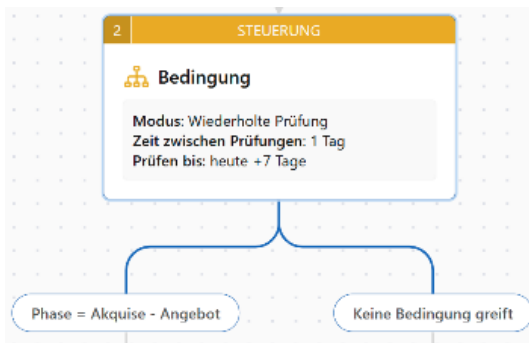 2 STEUERUNG
Bedingung
Modus: Wiederholte Prüfung
Zeit zwischen Prüfungen: 1 Tag
Prüfen bis: heute +7 Tage
Phase = Akquise - Angebot
Keine Bedingung greift